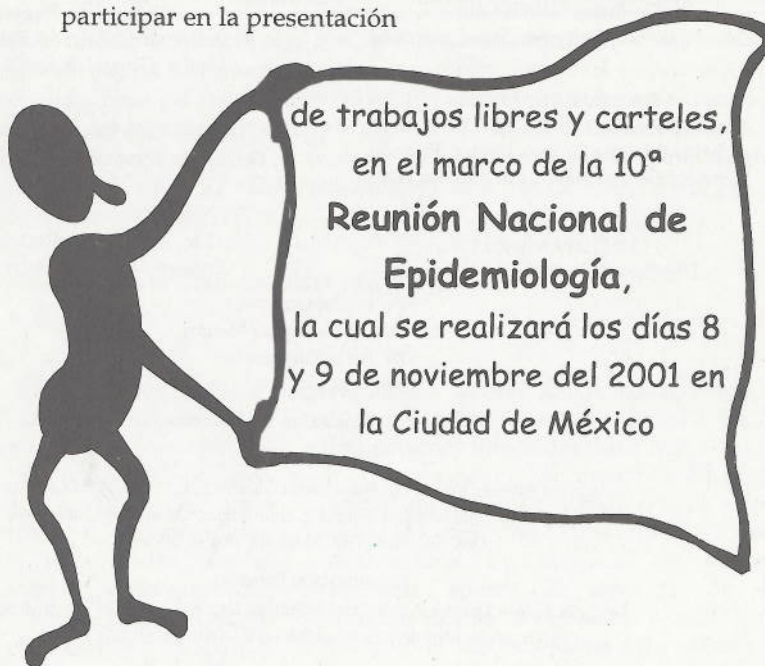 participar en la presentación
de trabajos libres y carteles,
en el marco de la 10ª
Reunión Nacional de
Epidemiología,
la cual se realizará los días 8
y 9 de noviembre del 2001 en
la Ciudad de México